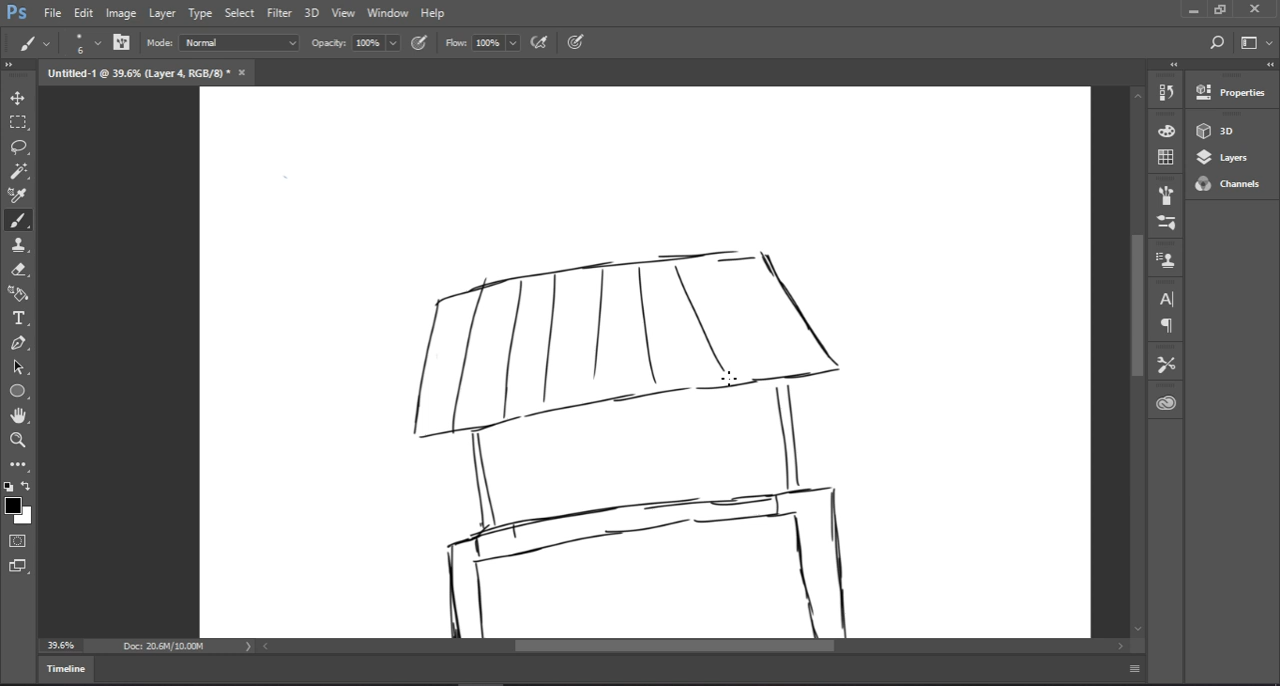 Ps File Edit Image Layer Type Select Filter 3D View Window Help
6 Mode: Normal Opacity: 100% Flow: 100%
Untitled-1 @ 39.6% (Layer 4, RGB/8) *
Properties
3D
Layers
Channels
39.6% Doc: 20.6M/10.00M
Timeline